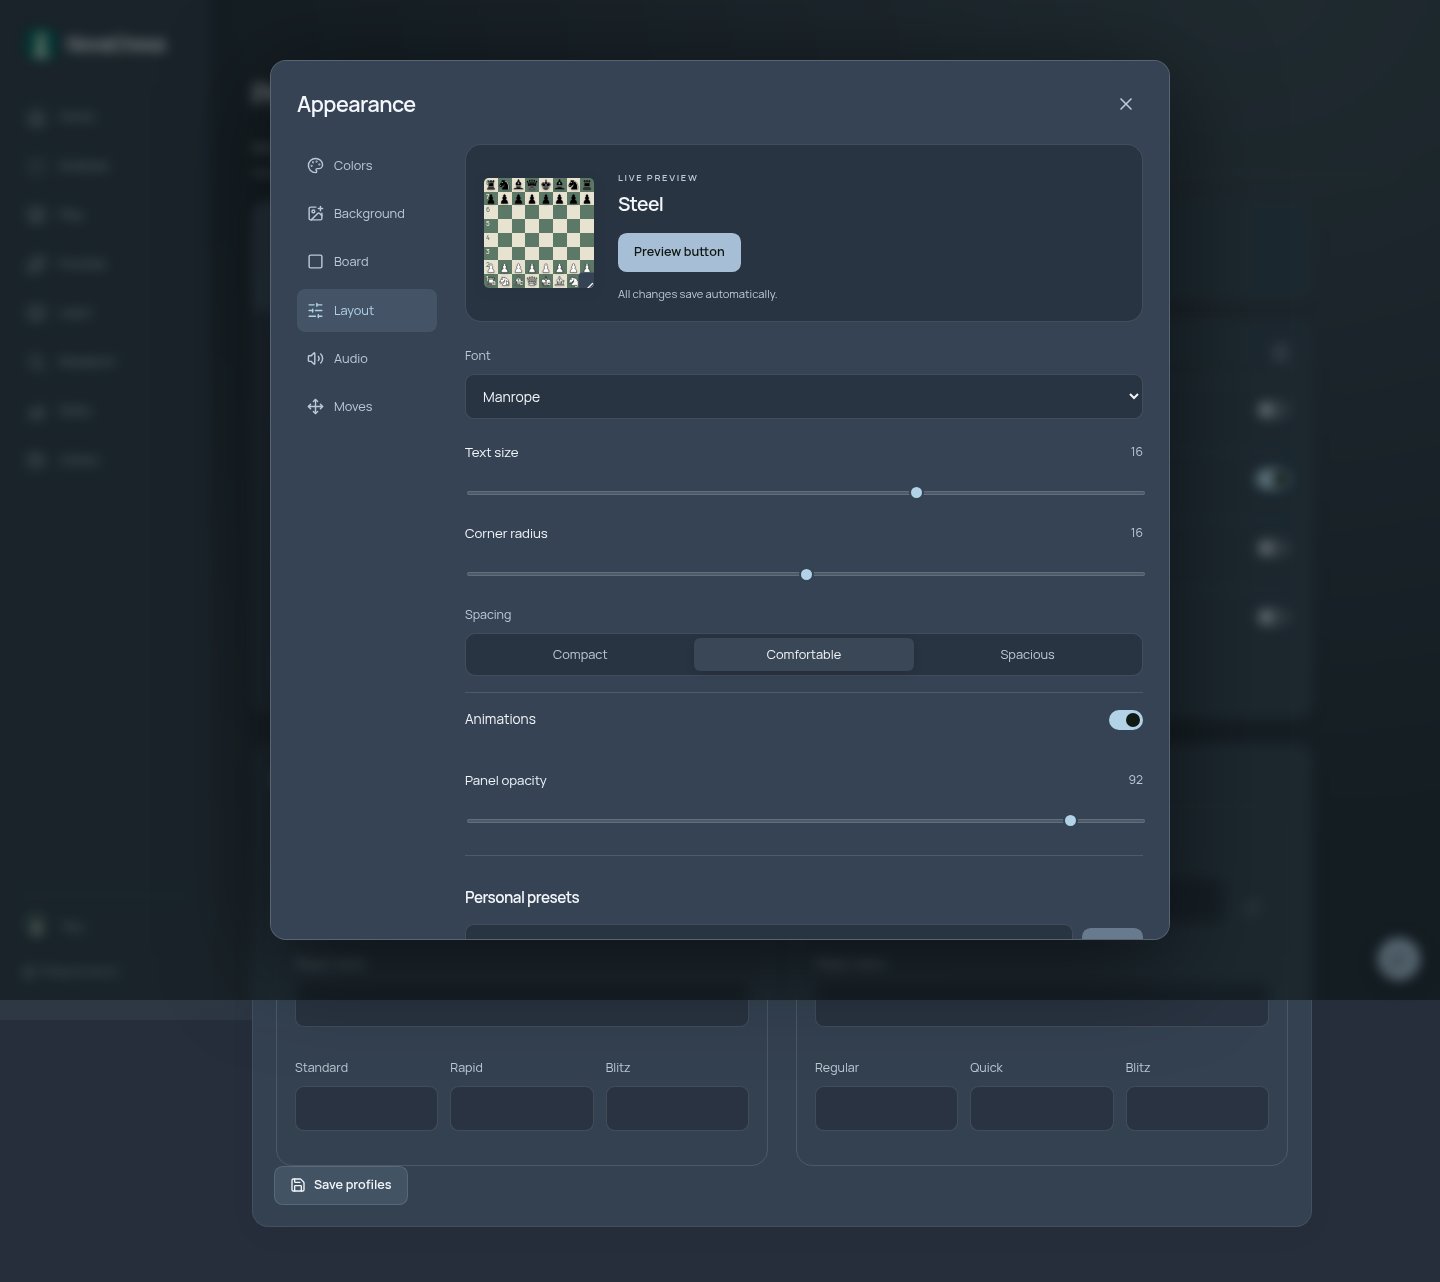 Appearance
Colors
Background
Board
Layout
Audio
Moves
LIVE PREVIEW
Steel
Preview button
All changes save automatically.
Font
Manrope
Text size
16
Corner radius
16
Spacing
Compact
Comfortable
Spacious
Animations
Panel opacity
92
Personal presets
Standard
Rapid
Blitz
Regular
Quick
Blitz
Save profiles